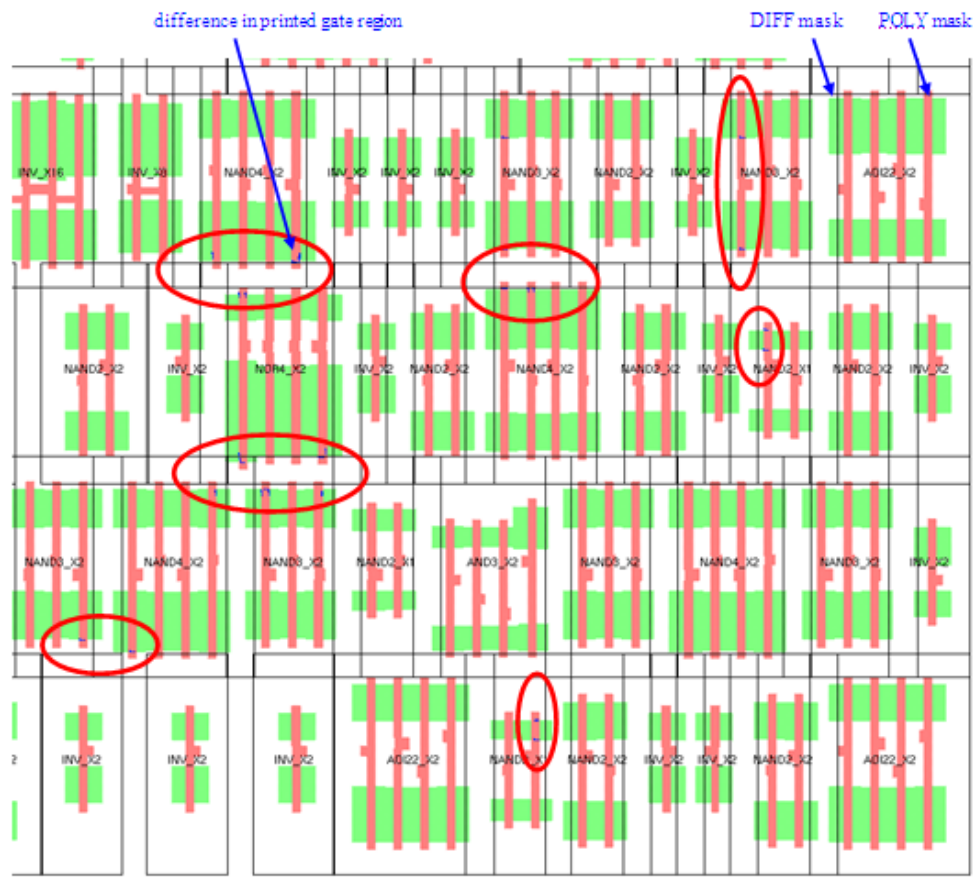 difference in printed gate region
DIFF mask
POLY mask
INV_X16
INV_X8
NAND4_X2
INV_X2
INV_X2
INV_X2
NAND3_X2
NAND2_X2
INV_X2
NAND3_X2
AOI22_X2
NAND2_X2
INV_X2
NOR4_X2
INV_X2
NAND2_X2
NAND4_X2
NAND2_X2
INV_X2
NAND2_X1
NAND2_X2
INV_X2
NAND3_X2
NAND4_X2
NAND3_X2
NAND2_X1
AND3_X2
NAND3_X2
NAND4_X2
NAND3_X2
INV_X2
2
INV_X2
INV_X2
INV_X2
AOI22_X2
NAND2_X2
INV_X2
INV_X2
NAND2_X2
AOI22_X2